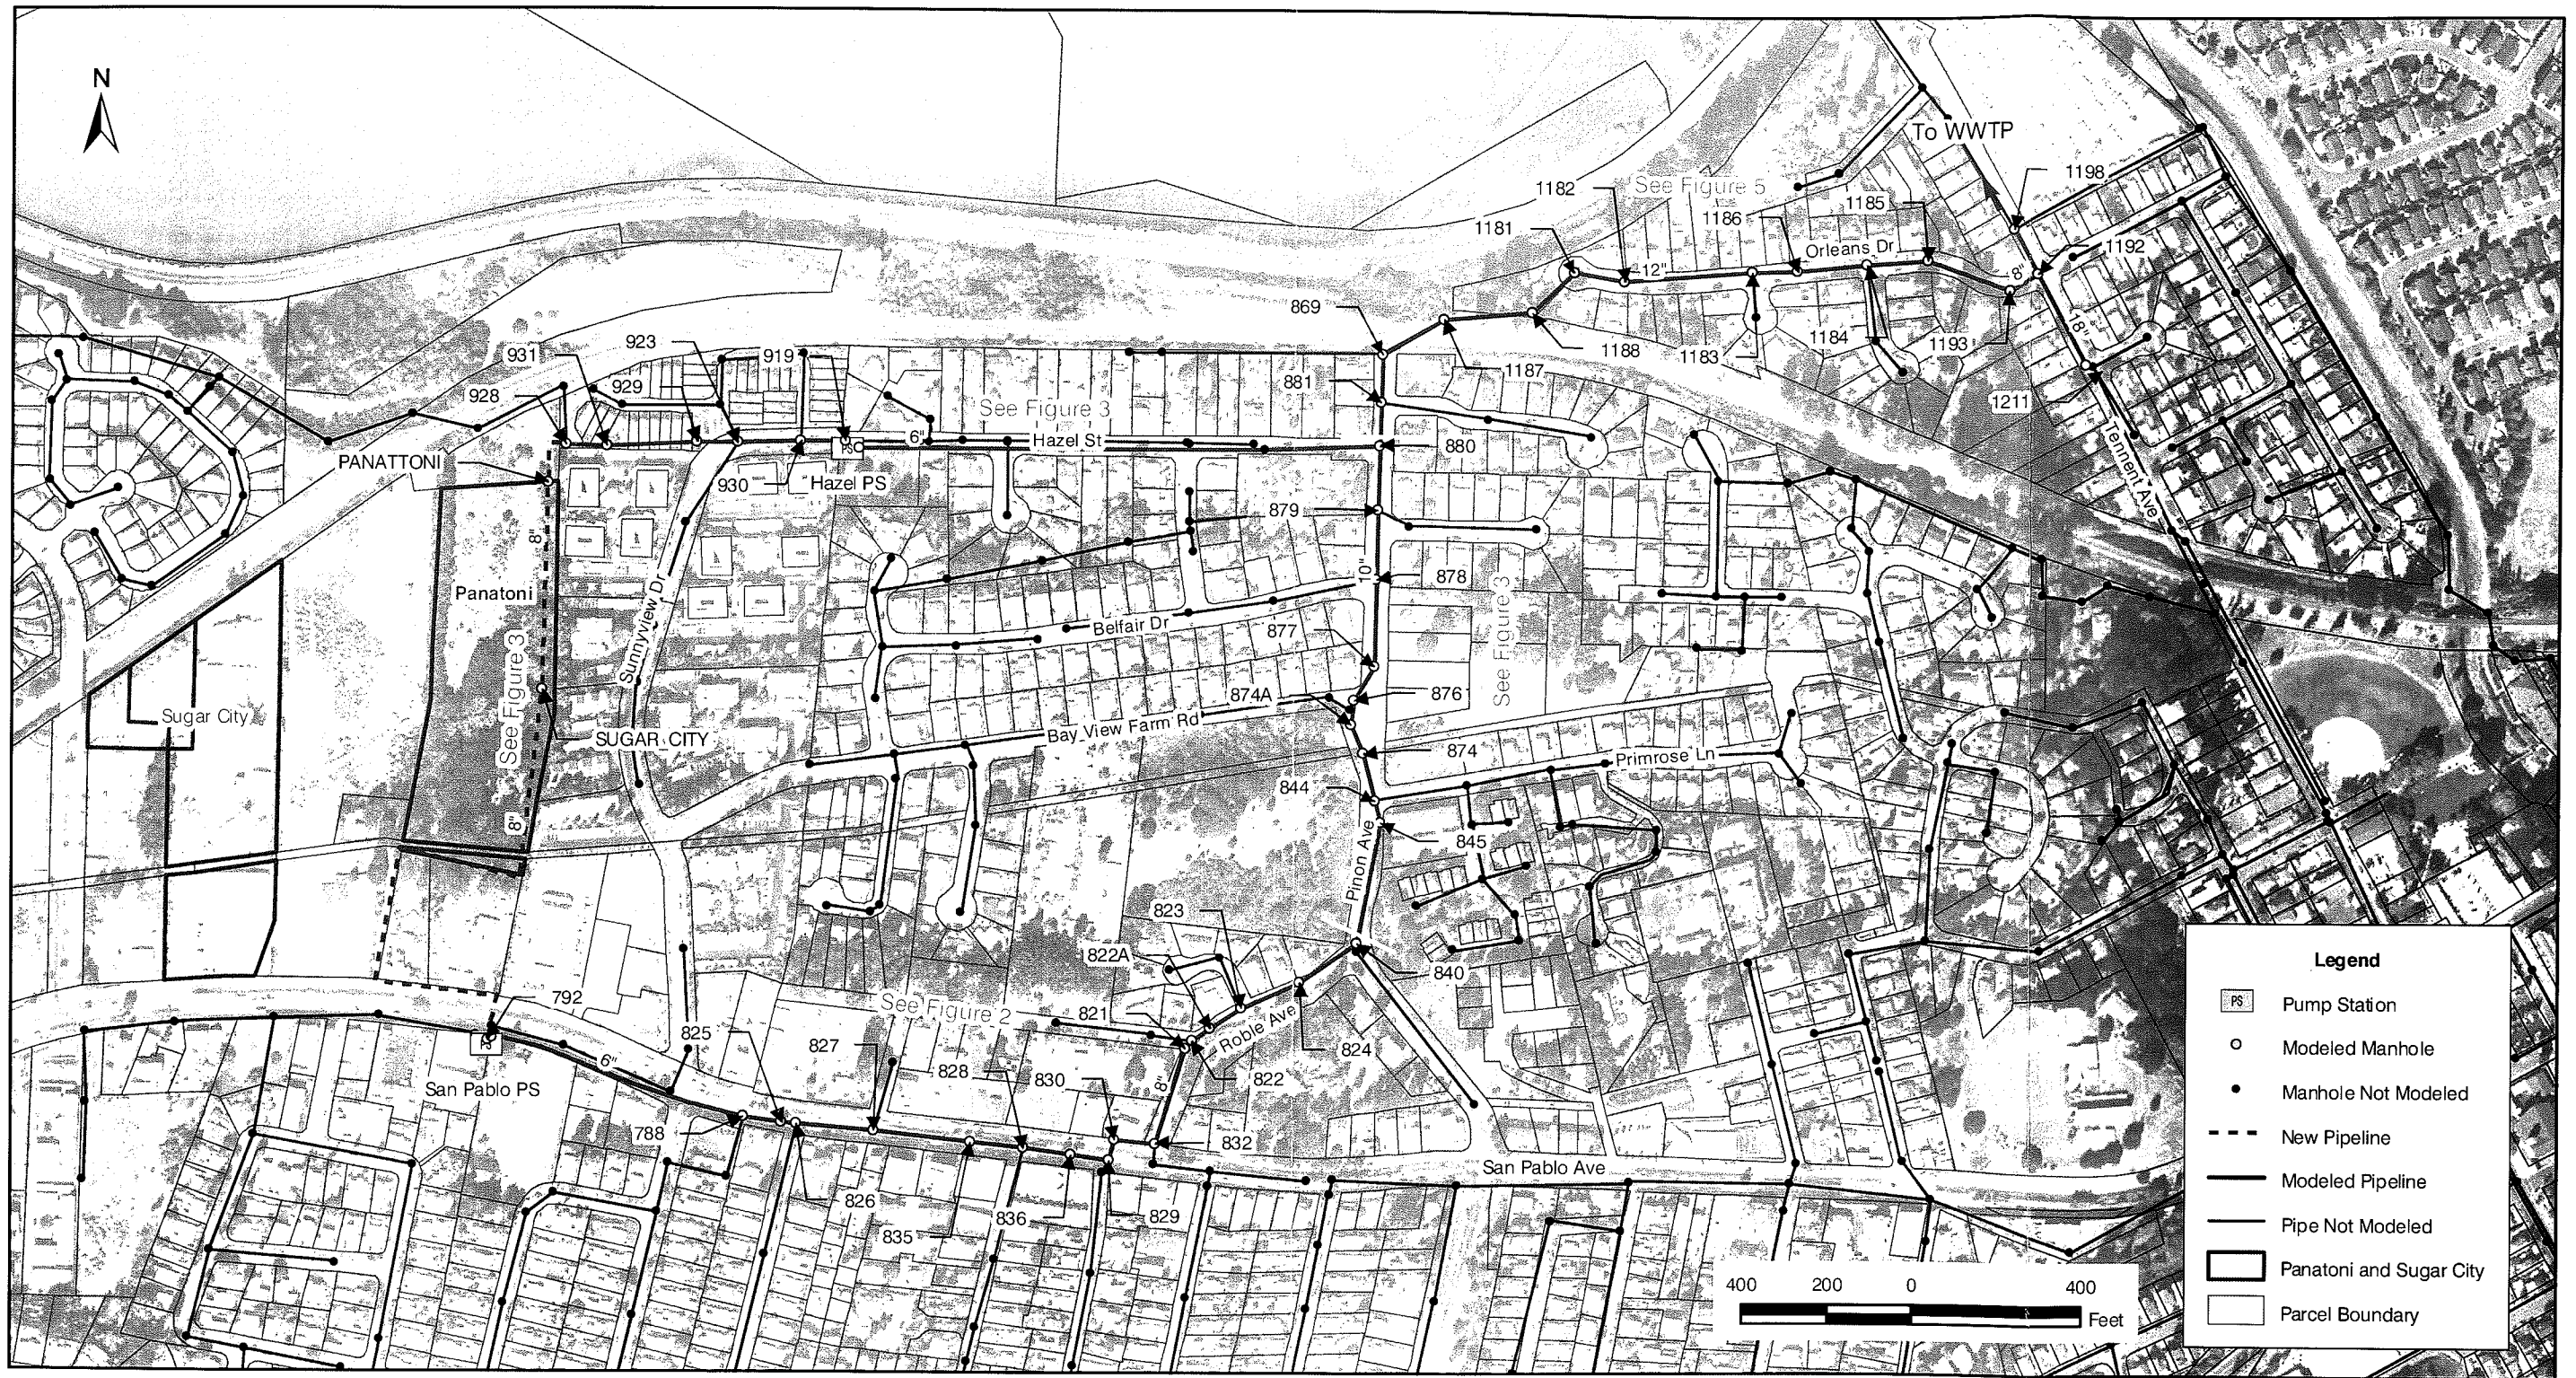 N
To WWTP
1198
1182
See Figure 5
1185
1186
1181
Orleans Dr
1192
12"
8"
869
18"
923
931
919
1184
1193
1183
1188
881
1187
929
928
1211
See Figure 3
6"
Hazel St
880
Tennent Ave
PANATTONI
930
Hazel PS
PS
879
8"
10"
878
Panatoni
Sunnyview Dr
Belfair Dr
877
See Figure 3
See Figure 3
874A
876
Sugar City
SUGAR_CITY
Bay View Farm Rd
874
Primrose Ln
844
8"
Pinon Ave
845
823
822A
840
792
See Figure 2
821
Roble Ave
825
827
824
6"
828
830
8"
822
San Pablo PS
788
832
San Pablo Ave
826
836
829
835
Legend
PS Pump Station
Modeled Manhole
Manhole Not Modeled
New Pipeline
Modeled Pipeline
Pipe Not Modeled
Panatoni and Sugar City
Parcel Boundary
400 200 0 400
Feet